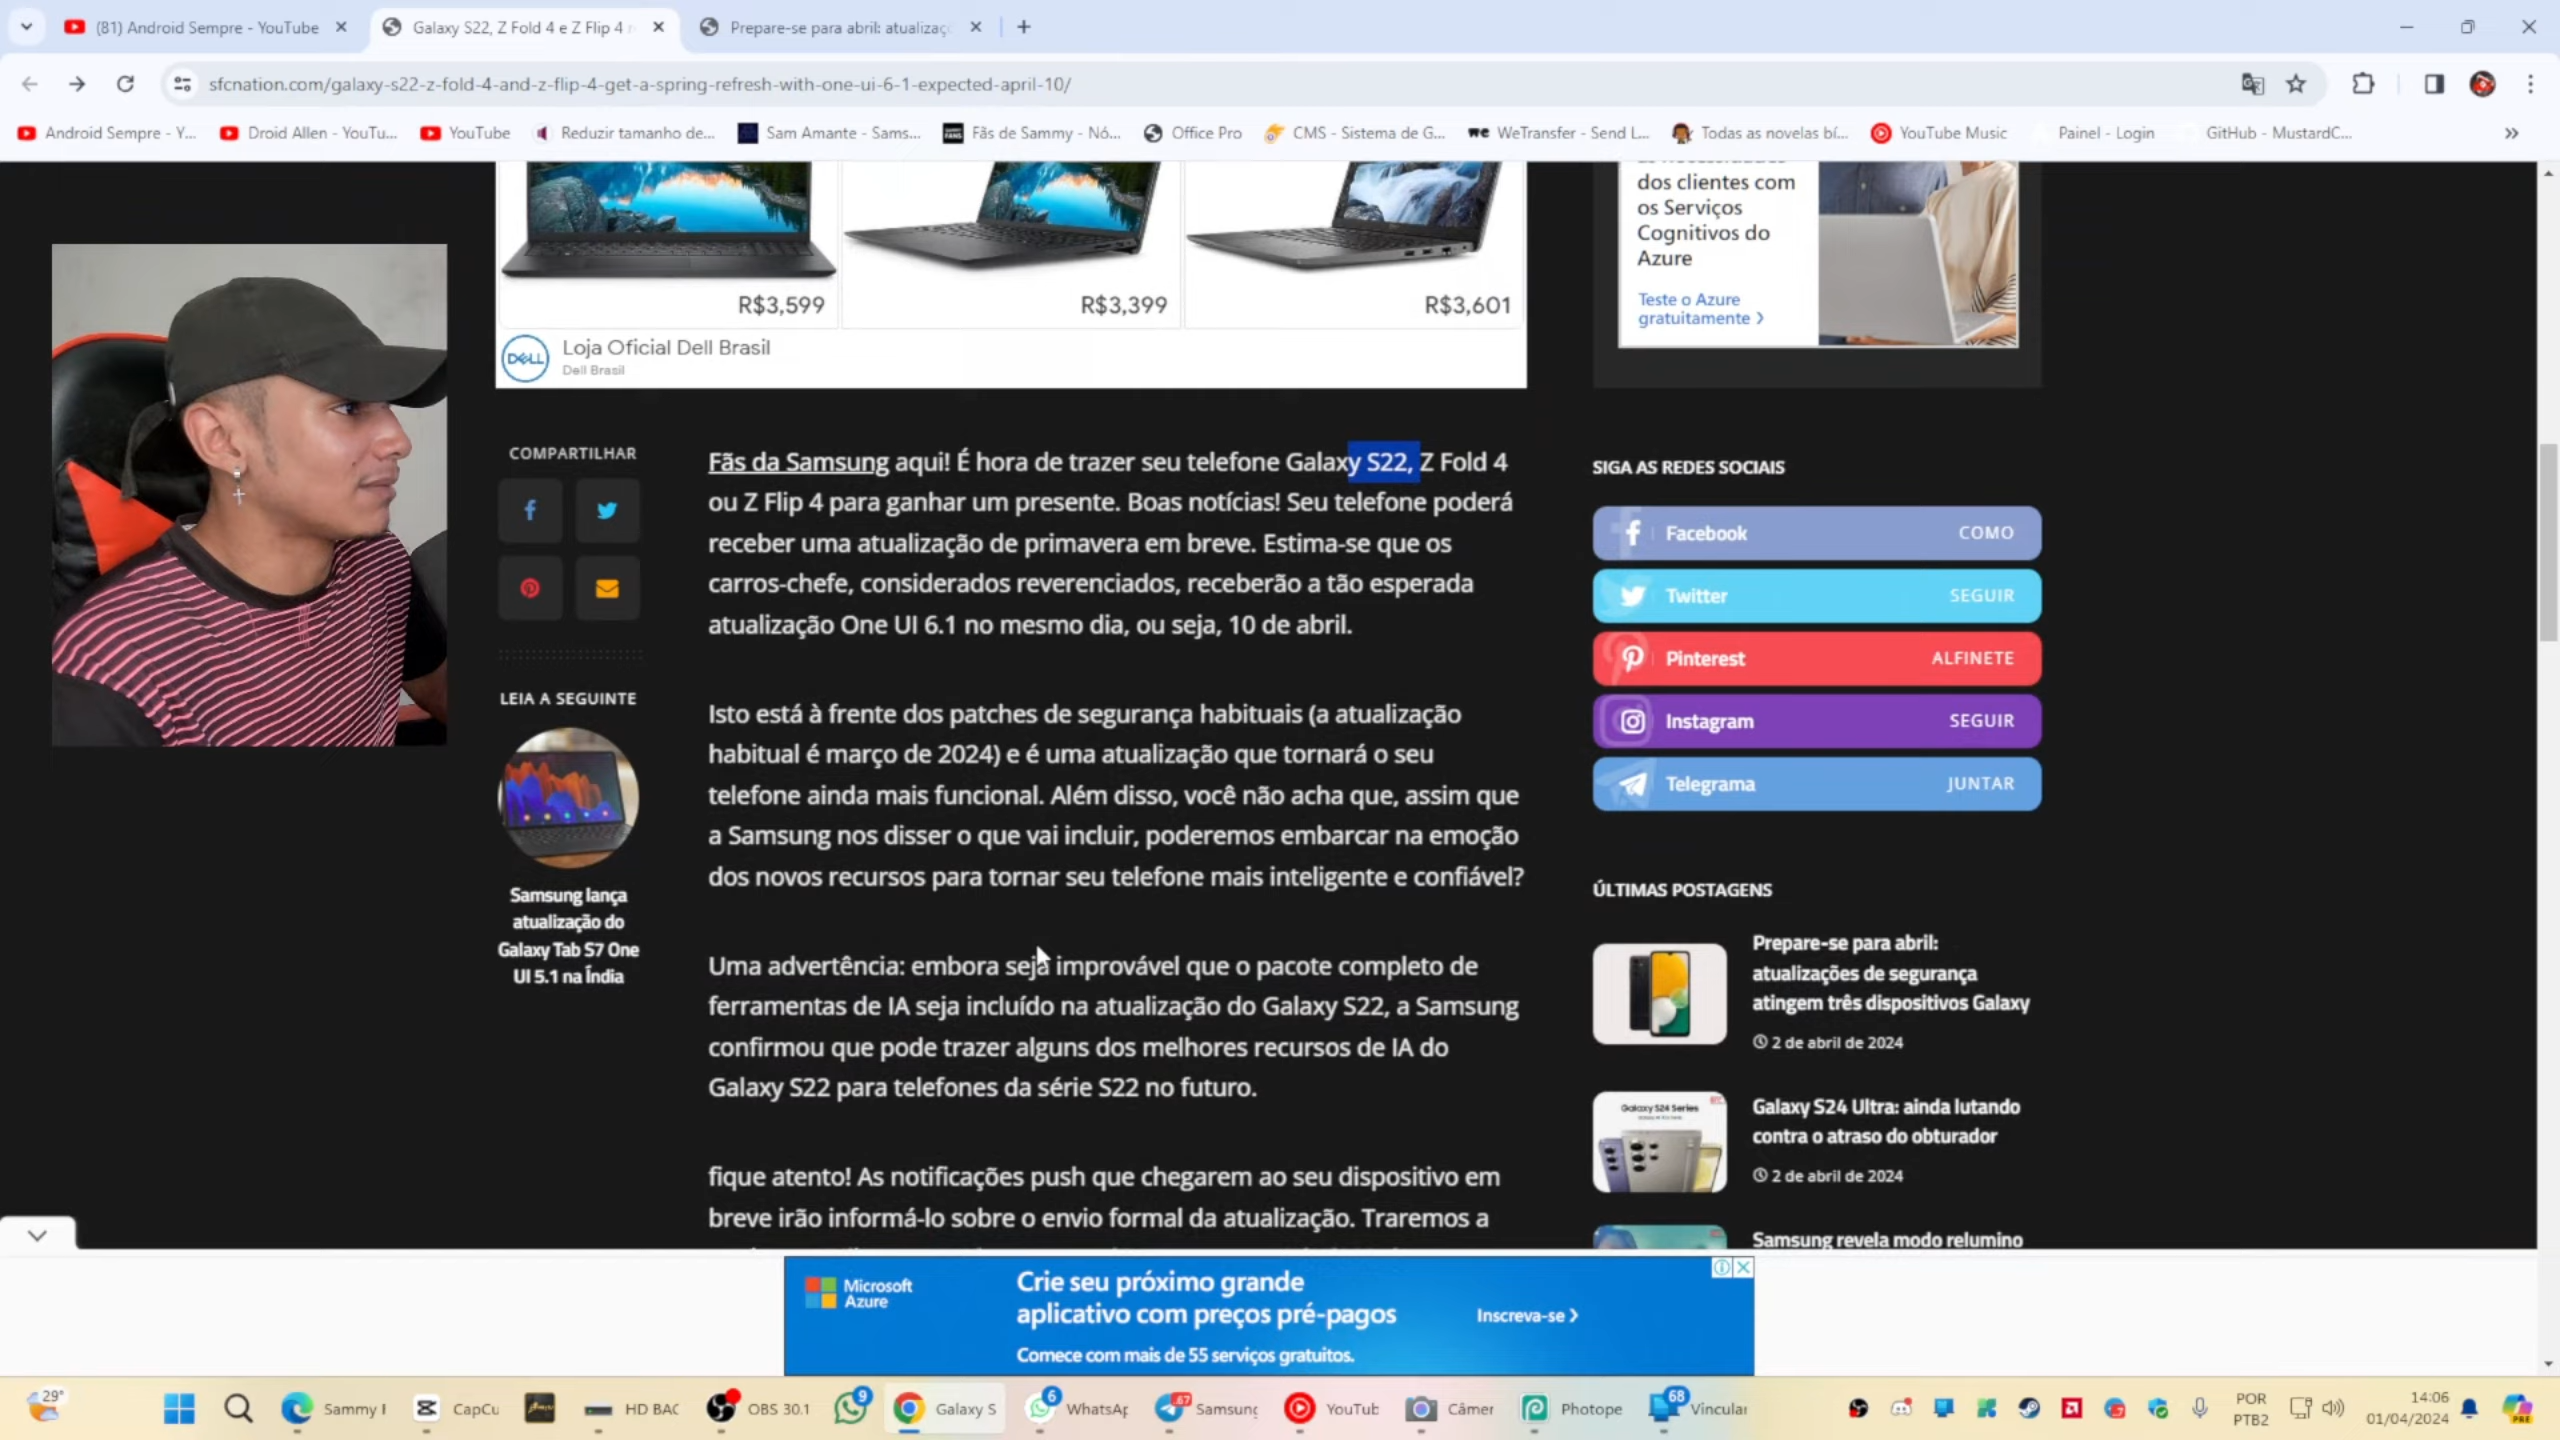 (81) Android Sempre - YouTube
Galaxy S22, Z Fold 4 e Z Flip 4 r
Prepare-se para abril: atualizaç
sfcnation.com/galaxy-s22-z-fold-4-and-z-flip-4-get-a-spring-refresh-with-one-ui-6-1-expected-april-10/
Android Sempre - Y...
Droid Allen - YouTu...
YouTube
Reduzir tamanho de...
Sam Amante - Sams...
Fãs de Sammy - Nó...
Office Pro
CMS - Sistema de G...
WeTransfer - Send L...
Todas as novelas bí...
YouTube Music
Painel - Login
GitHub - MustardC...
R$3,599
R$3,399
R$3,601
DELL
Loja Oficial Dell Brasil
Dell Brasil
dos clientes com
os Serviços
Cognitivos do
Azure
Teste o Azure
gratuitamente >
COMPARTILHAR
LEIA A SEGUINTE
Samsung lança
atualização do
Galaxy Tab S7 One
UI 5.1 na Índia
Fãs da Samsung aqui! É hora de trazer seu telefone Galaxy S22, Z Fold 4
ou Z Flip 4 para ganhar um presente. Boas notícias! Seu telefone poderá
receber uma atualização de primavera em breve. Estima-se que os
carros-chefe, considerados reverenciados, receberão a tão esperada
atualização One UI 6.1 no mesmo dia, ou seja, 10 de abril.
Isto está à frente dos patches de segurança habituais (a atualização
habitual é março de 2024) e é uma atualização que tornará o seu
telefone ainda mais funcional. Além disso, você não acha que, assim que
a Samsung nos disser o que vai incluir, poderemos embarcar na emoção
dos novos recursos para tornar seu telefone mais inteligente e confiável?
Uma advertência: embora seja improvável que o pacote completo de
ferramentas de IA seja incluído na atualização do Galaxy S22, a Samsung
confirmou que pode trazer alguns dos melhores recursos de IA do
Galaxy S22 para telefones da série S22 no futuro.
fique atento! As notificações push que chegarem ao seu dispositivo em
breve irão informá-lo sobre o envio formal da atualização. Traremos a
SIGA AS REDES SOCIAIS
Facebook COMO
Twitter SEGUIR
Pinterest ALFINETE
Instagram SEGUIR
Telegrama JUNTAR
ÚLTIMAS POSTAGENS
Prepare-se para abril:
atualizações de segurança
atingem três dispositivos Galaxy
2 de abril de 2024
Galaxy S24 Series
Galaxy S24 Ultra: ainda lutando
contra o atraso do obturador
2 de abril de 2024
Samsung revela modo relumino
Microsoft
Azure
Crie seu próximo grande
aplicativo com preços pré-pagos
Comece com mais de 55 serviços gratuitos.
Inscreva-se >
29°
Sammy F
CapCu
HD BAC
OBS 30.1
9
Galaxy S
6
WhatsAp
67
Samsung
YouTub
Câmer
Photope
68
Vincular
POR
PTB2
14:06
01/04/2024
PRE